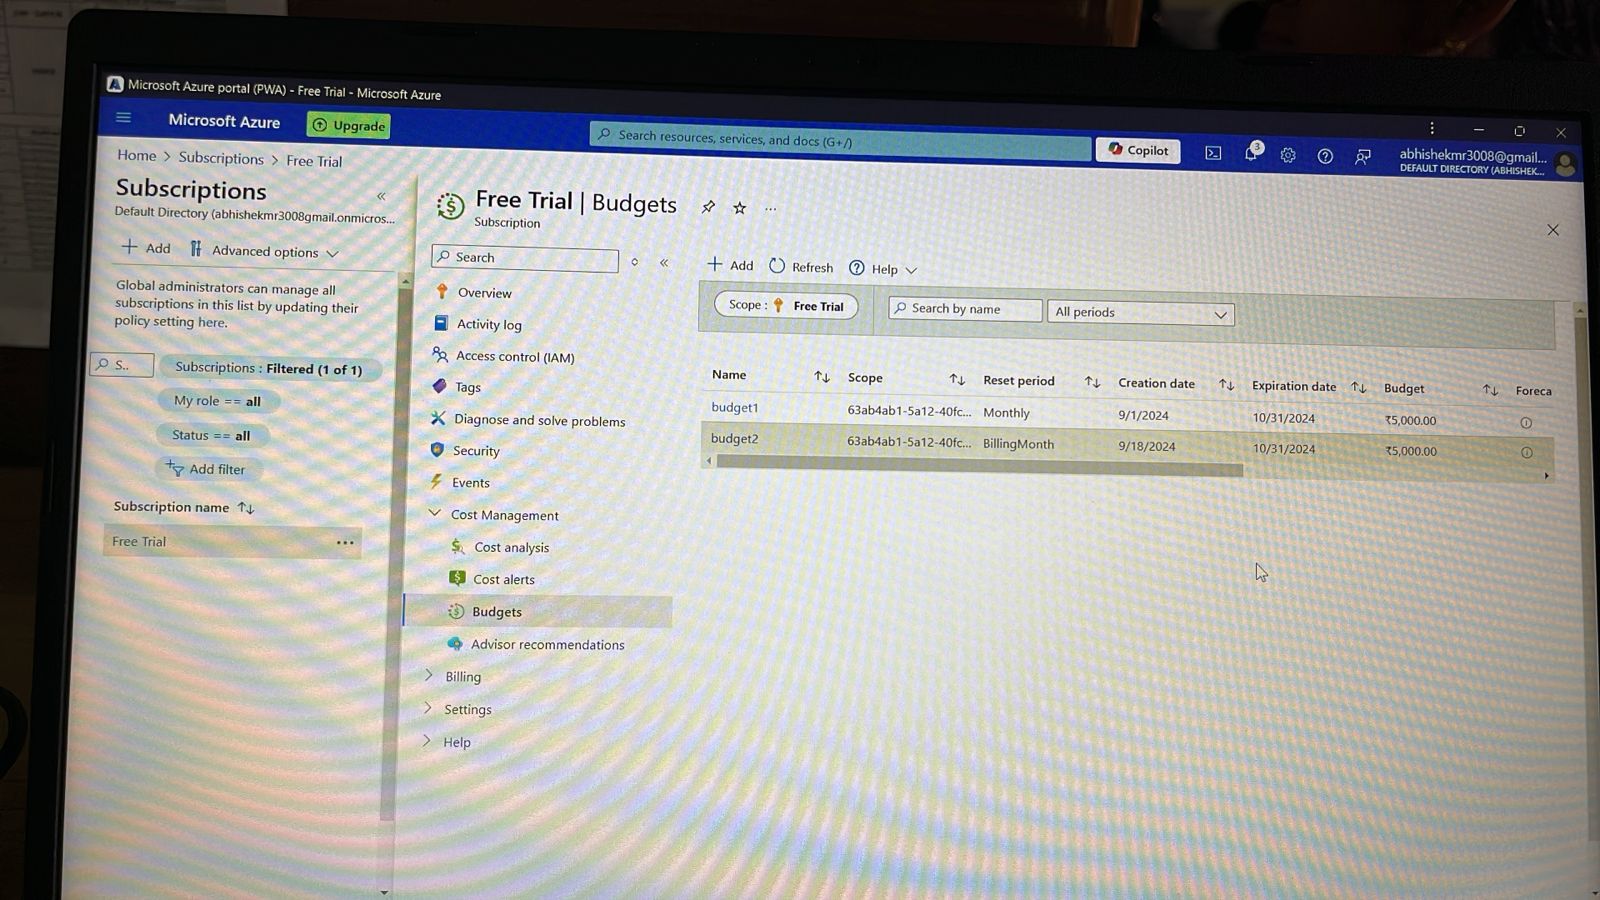 Microsoft Azure portal (PWA) - Free Trial - Microsoft Azure
Microsoft Azure
Upgrade
Search resources, services, and docs (G+/)
Copilot
3
abhishekmr3008@gmail...
DEFAULT DIRECTORY (ABHISHEK...
Home > Subscriptions > Free Trial
Subscriptions
Default Directory (abhishekmr3008gmail.onmicros...
+ Add
Advanced options
Global administrators can manage all
subscriptions in this list by updating their
policy setting here.
S..
Subscriptions : Filtered (1 of 1)
My role == all
Status == all
Add filter
Subscription name
Free Trial
...
Free Trial | Budgets
...
Subscription
Search
Overview
Activity log
Access control (IAM)
Tags
Diagnose and solve problems
Security
Events
Cost Management
Cost analysis
Cost alerts
Budgets
Advisor recommendations
Billing
Settings
Help
+ Add
Refresh
Help
Scope : Free Trial
Search by name
All periods
Name Scope Reset period Creation date Expiration date Budget Foreca
budget1 63ab4ab1-5a12-40fc... Monthly 9/1/2024 10/31/2024 ₹5,000.00
budget2 63ab4ab1-5a12-40fc... BillingMonth 9/18/2024 10/31/2024 ₹5,000.00